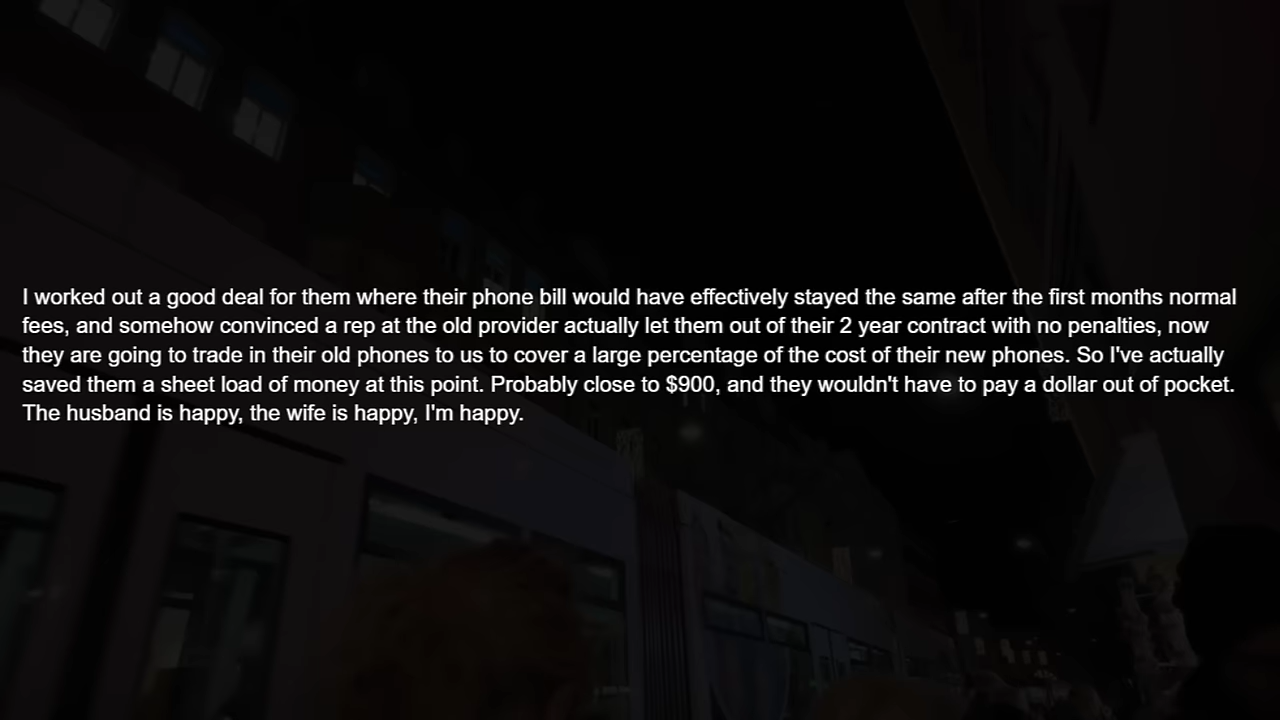 I worked out a good deal for them where their phone bill would have effectively stayed the same after the first months normal
fees, and somehow convinced a rep at the old provider actually let them out of their 2 year contract with no penalties, now
they are going to trade in their old phones to us to cover a large percentage of the cost of their new phones. So I've actually
saved them a sheet load of money at this point. Probably close to $900, and they wouldn't have to pay a dollar out of pocket.
The husband is happy, the wife is happy, I'm happy.